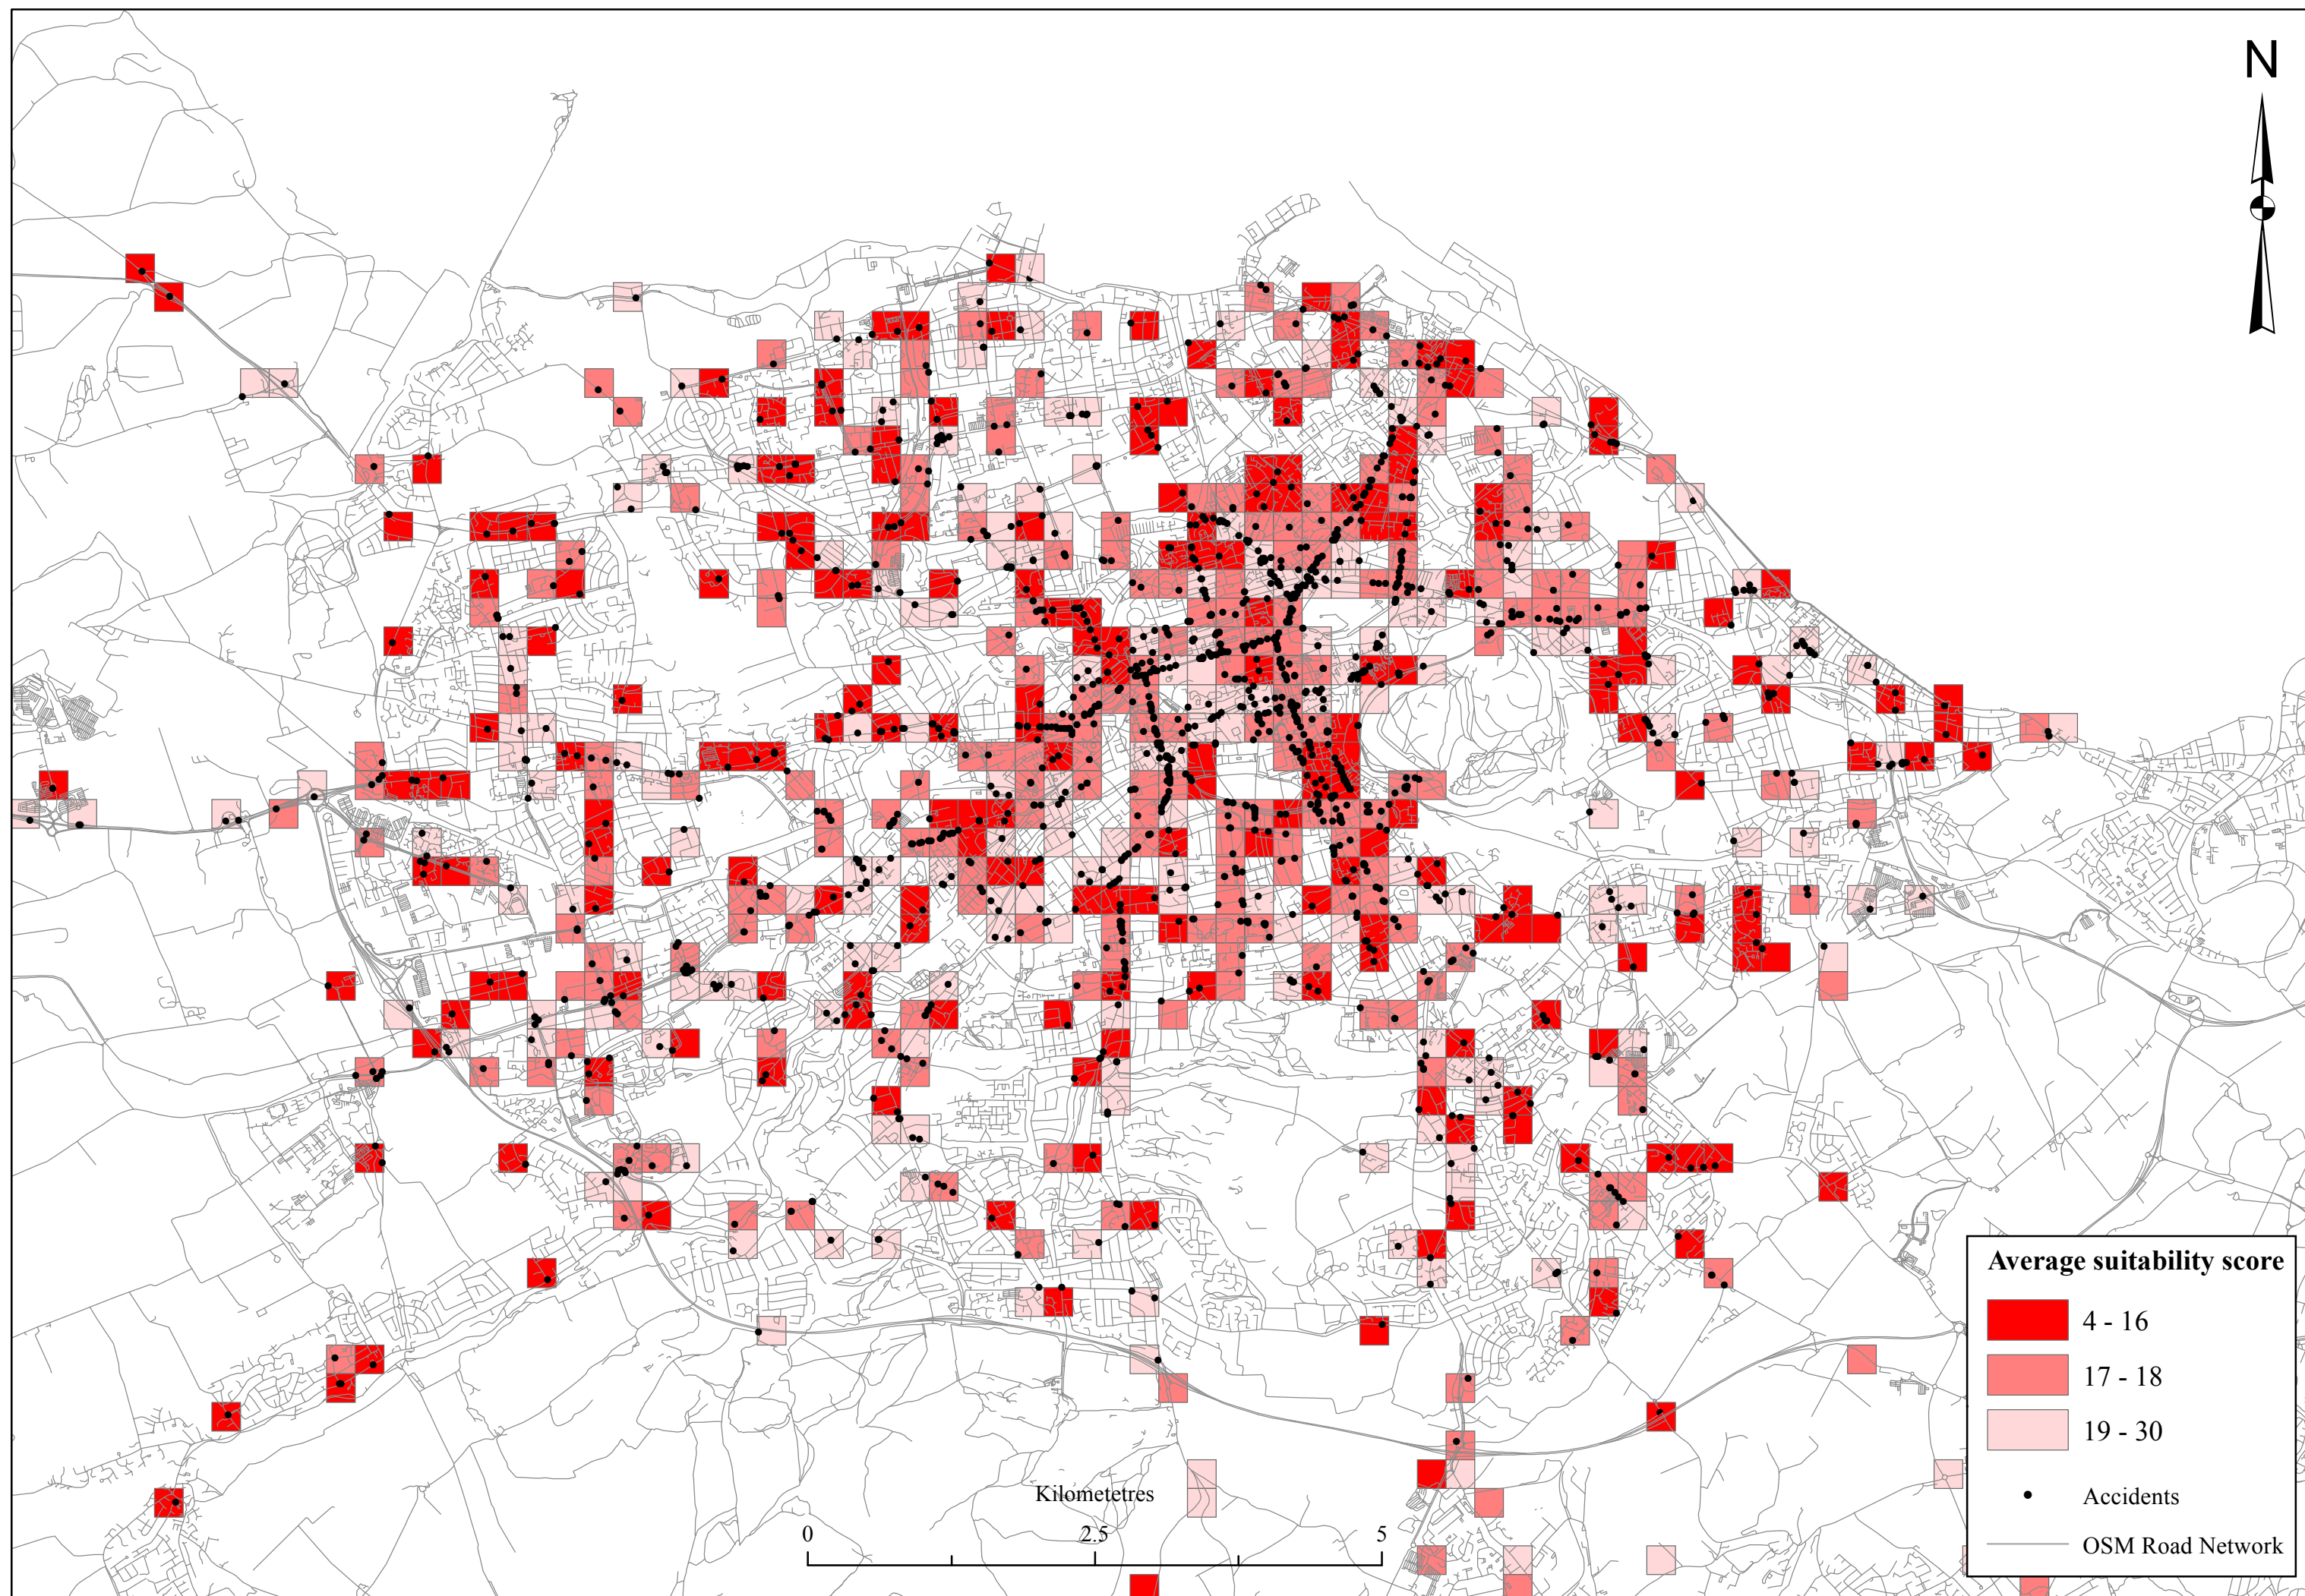 N
Kilometetres
0 2.5 5
Average suitability score
4 - 16
17 - 18
19 - 30
Accidents
OSM Road Network